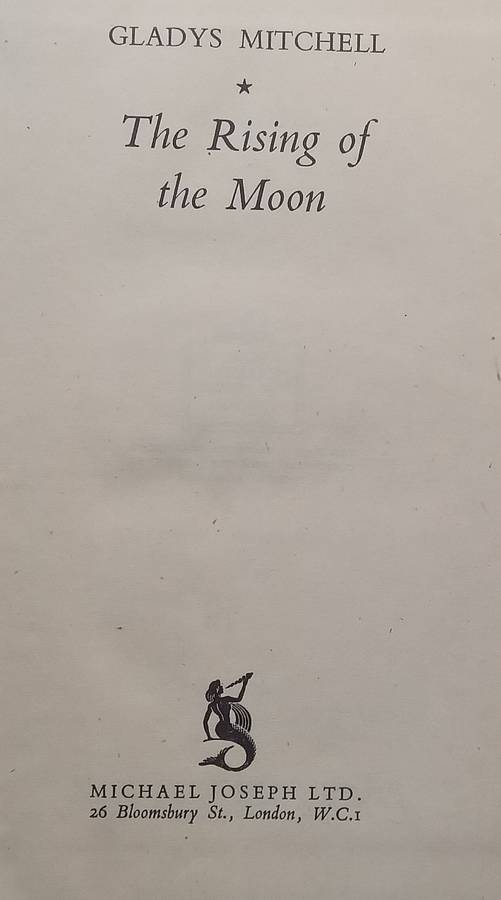 GLADYS MITCHELL
★
The Rising of
the Moon
MICHAEL JOSEPH LTD.
26 Bloomsbury St., London, W.C.1